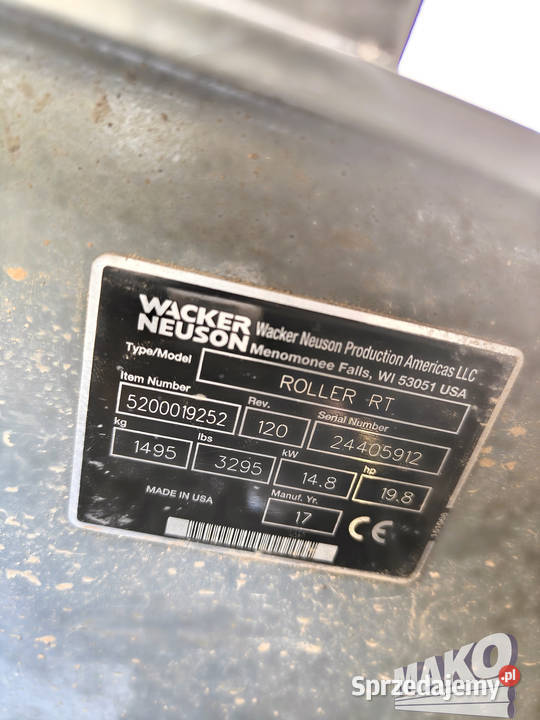 WACKER
NEUSON
Wacker Neuson Production Americas LLC
Menomonee Falls, WI 53051 USA
Type/Model
ROLLER RT
Item Number
Rev.
Serial Number
5200019252
120
24405912
kg
lbs
kW
hp
1495
3295
14.8
19.8
MADE IN USA
Manuf. Yr.
17
CE
MAKO
Sprzedajemy.pl